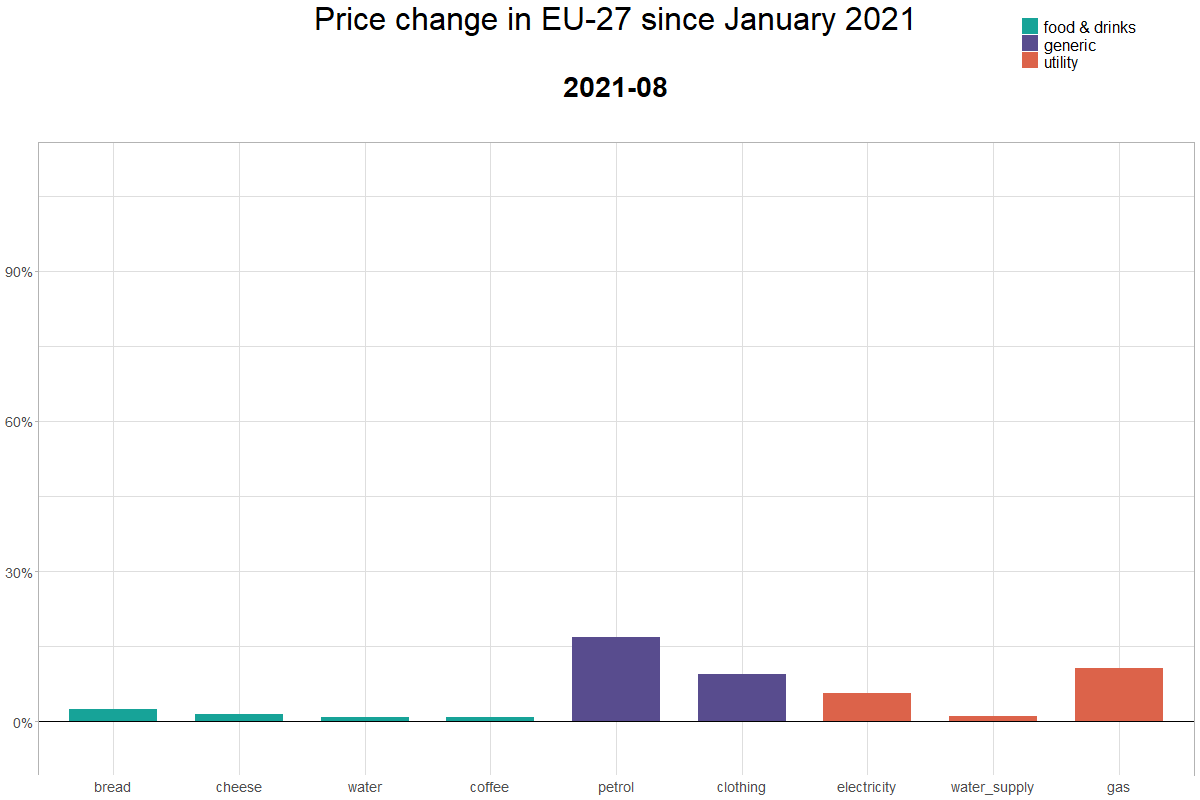 Price change in EU-27 since January 2021
food & drinks
generic
utility
2021-08
90%
60%
30%
0%
bread cheese water coffee petrol clothing electricity water_supply gas